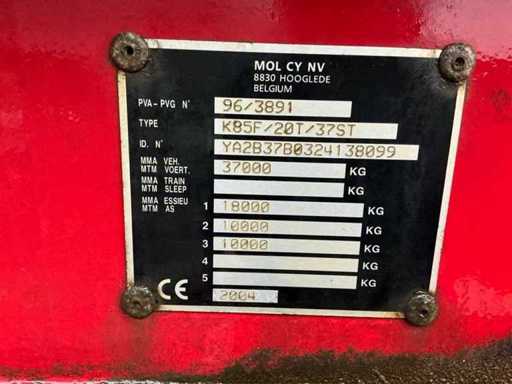 MOL CY NV
8830 HOOGLEDE
BELGIUM
PVA-PVG N° 96/3891
TYPE K85F/20T/37ST
ID. N° YA2B37B0324138099
MMA VEH.
MTM VOERT. 37000 KG
MMA TRAIN
MTM SLEEP KG
MMA ESSIEU
MTM AS
1 18000 KG
2 10000 KG
3 10000 KG
4 KG
5 KG
CE 2004